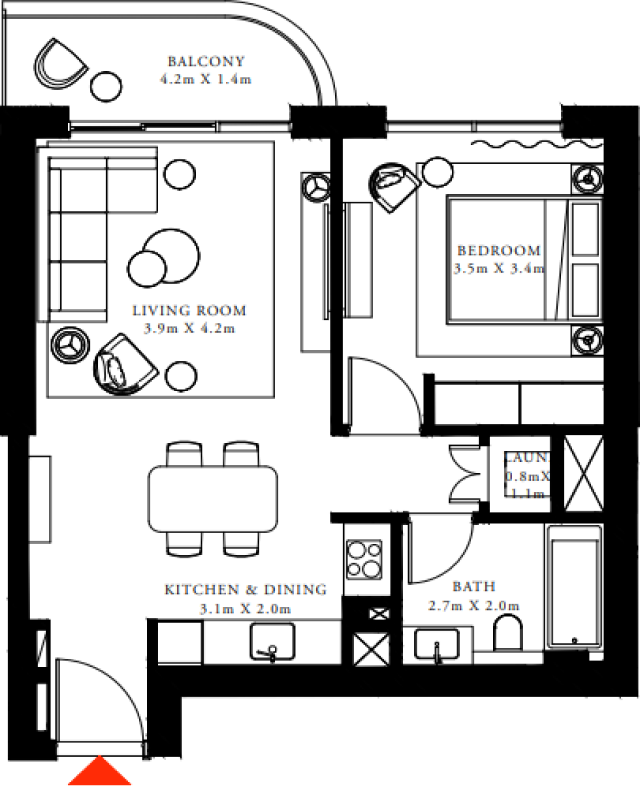 BALCONY
4.2m X 1.4m
BEDROOM
3.5m X 3.4m
LIVING ROOM
3.9m X 4.2m
LAUN
0.8mX
1.1m
KITCHEN & DINING
3.1m X 2.0m
BATH
2.7m X 2.0m